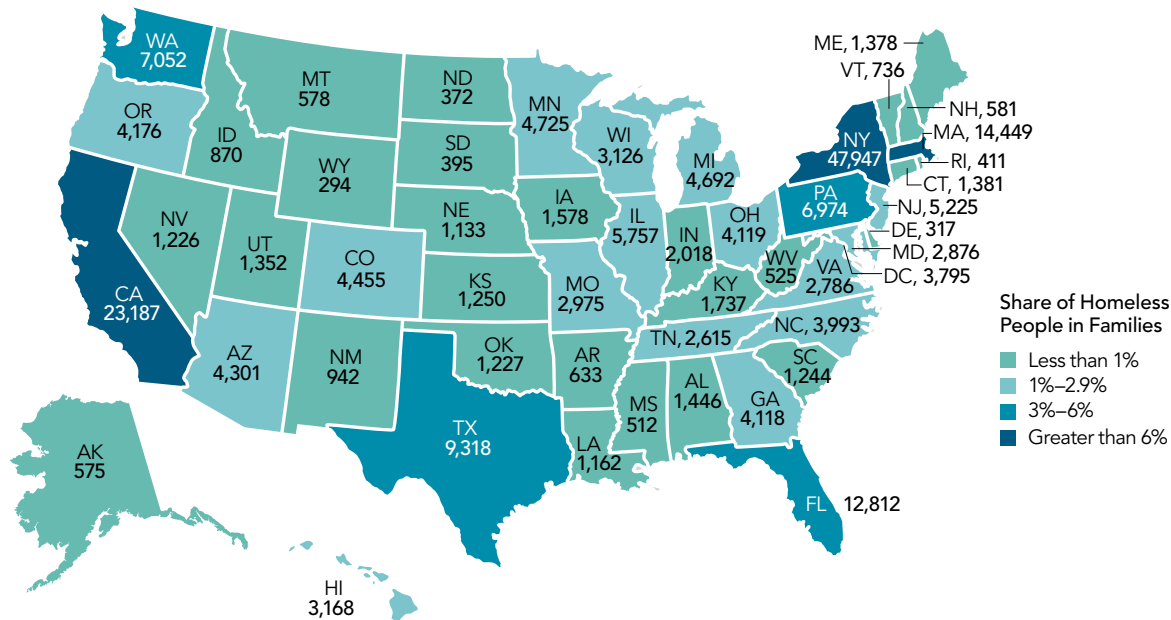 WA
7,052
OR
4,176
CA
23,187
ID
870
NV
1,226
MT
578
WY
294
UT
1,352
AZ
4,301
CO
4,455
NM
942
ND
372
SD
395
NE
1,133
KS
1,250
OK
1,227
TX
9,318
MN
4,725
IA
1,578
MO
2,975
AR
633
LA
1,162
WI
3,126
IL
5,757
MI
4,692
IN
2,018
OH
4,119
KY
1,737
TN, 2,615
MS
512
AL
1,446
GA
4,118
FL
12,812
SC
1,244
NC, 3,993
VA
2,786
WV
525
PA
6,974
NY
47,947
ME, 1,378
VT, 736
NH, 581
MA, 14,449
RI, 411
CT, 1,381
NJ, 5,225
DE, 317
MD, 2,876
DC, 3,795
AK
575
HI
3,168
Share of Homeless
People in Families
Less than 1%
1%–2.9%
3%–6%
Greater than 6%